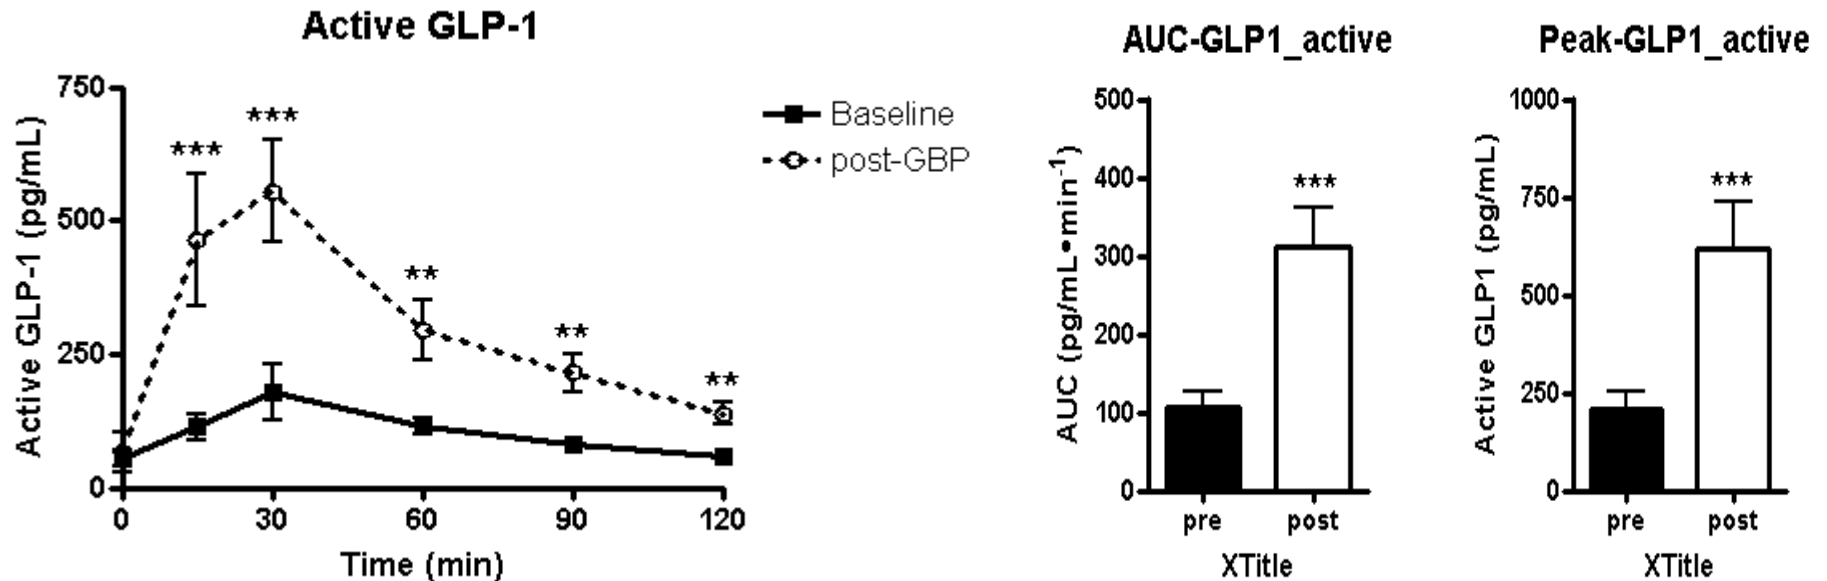 Active GLP-1
Active GLP-1 (pg/mL)
750
500
250
0
***
***
**
**
**
0 30 60 90 120
Time (min)
Baseline
post-GBP
AUC-GLP1_active
AUC (pg/mL•min⁻¹)
500
400
300
200
100
0
***
pre post
XTitle
Peak-GLP1_active
Active GLP1 (pg/mL)
1000
750
500
250
0
***
pre post
XTitle